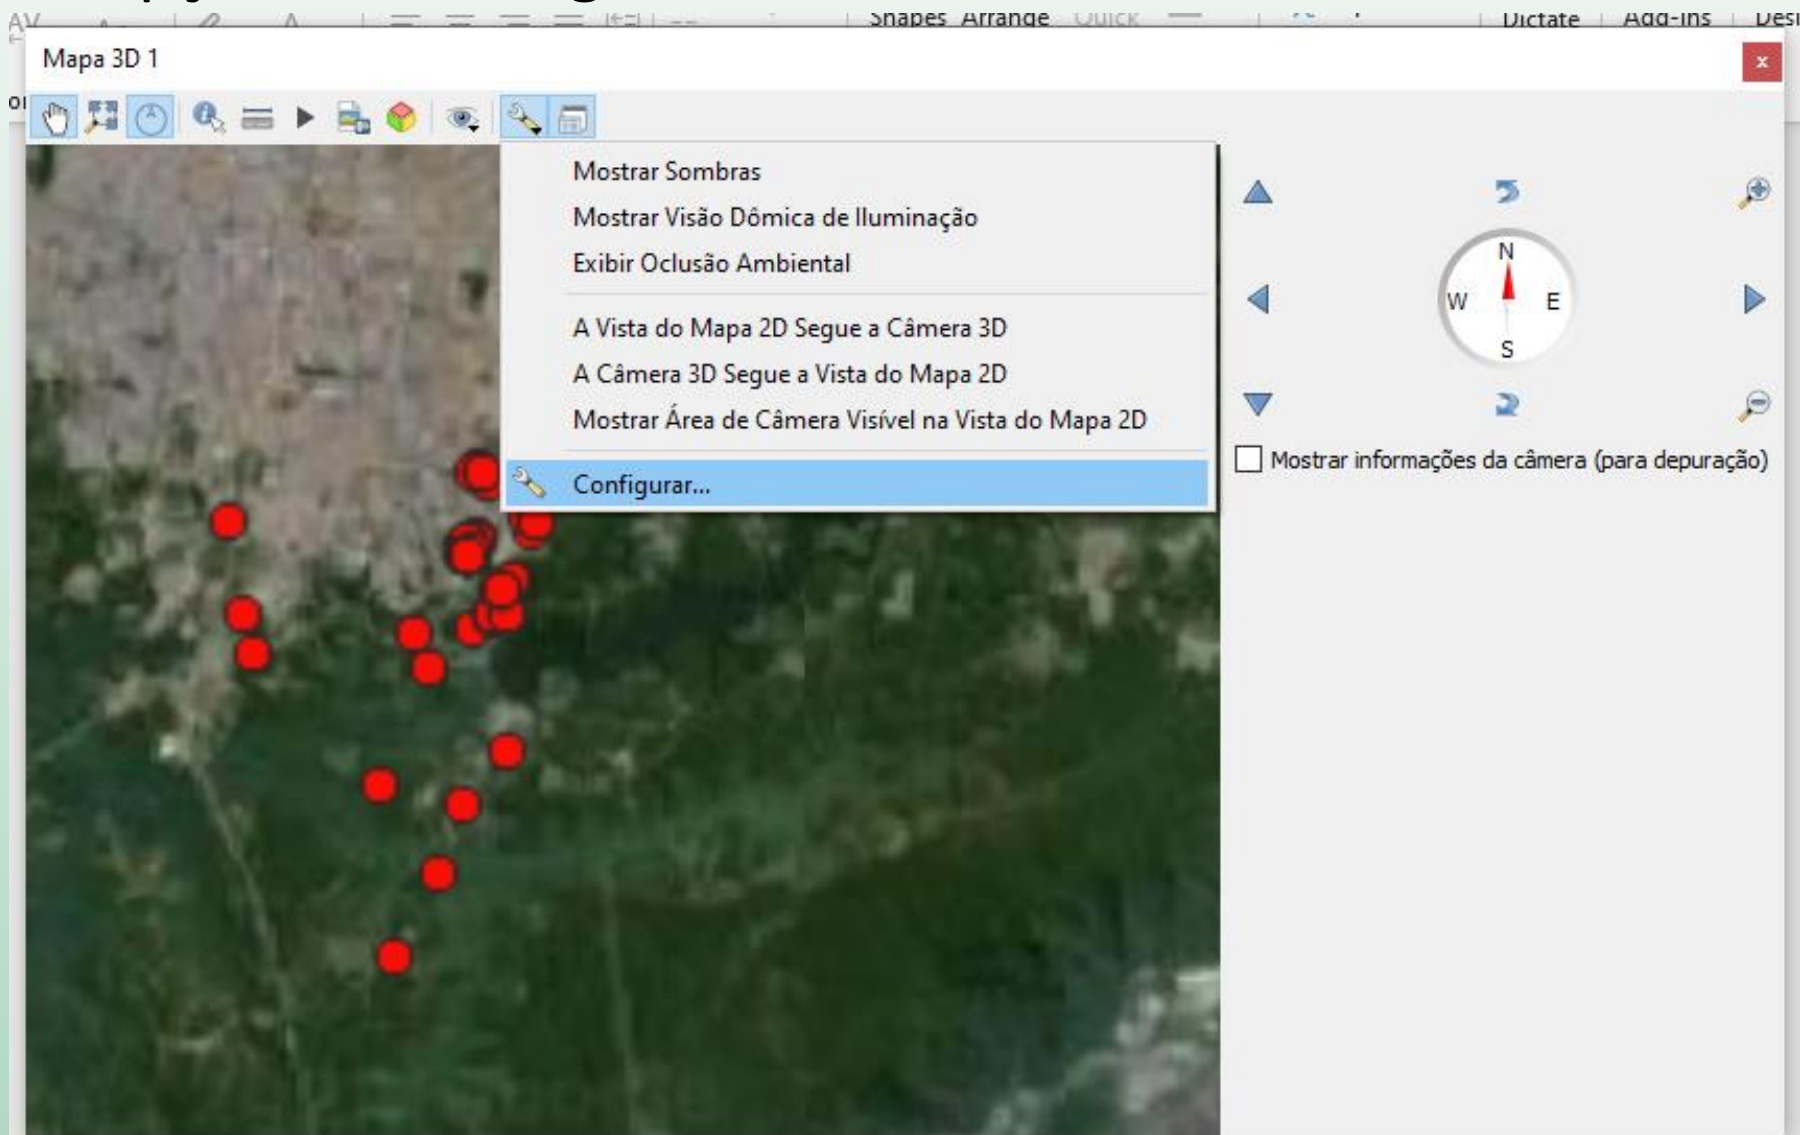 Shapes Arrange Quick
Dictate Add-ins
Mapa 3D 1
x
Mostrar Sombras
Mostrar Visão Dômica de Iluminação
Exibir Oclusão Ambiental
A Vista do Mapa 2D Segue a Câmera 3D
A Câmera 3D Segue a Vista do Mapa 2D
Mostrar Área de Câmera Visível na Vista do Mapa 2D
Configurar...
N
W E
S
Mostrar informações da câmera (para depuração)